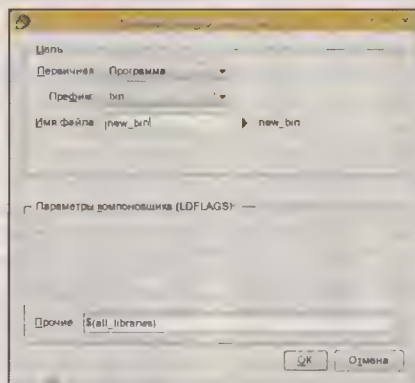 Цель
Первичная Программа
Префикс bin
Имя файла new_bin new_bin
Параметры компоновщика (LDFLAGS)
Прочие $(all_libraries)
OK Отмена